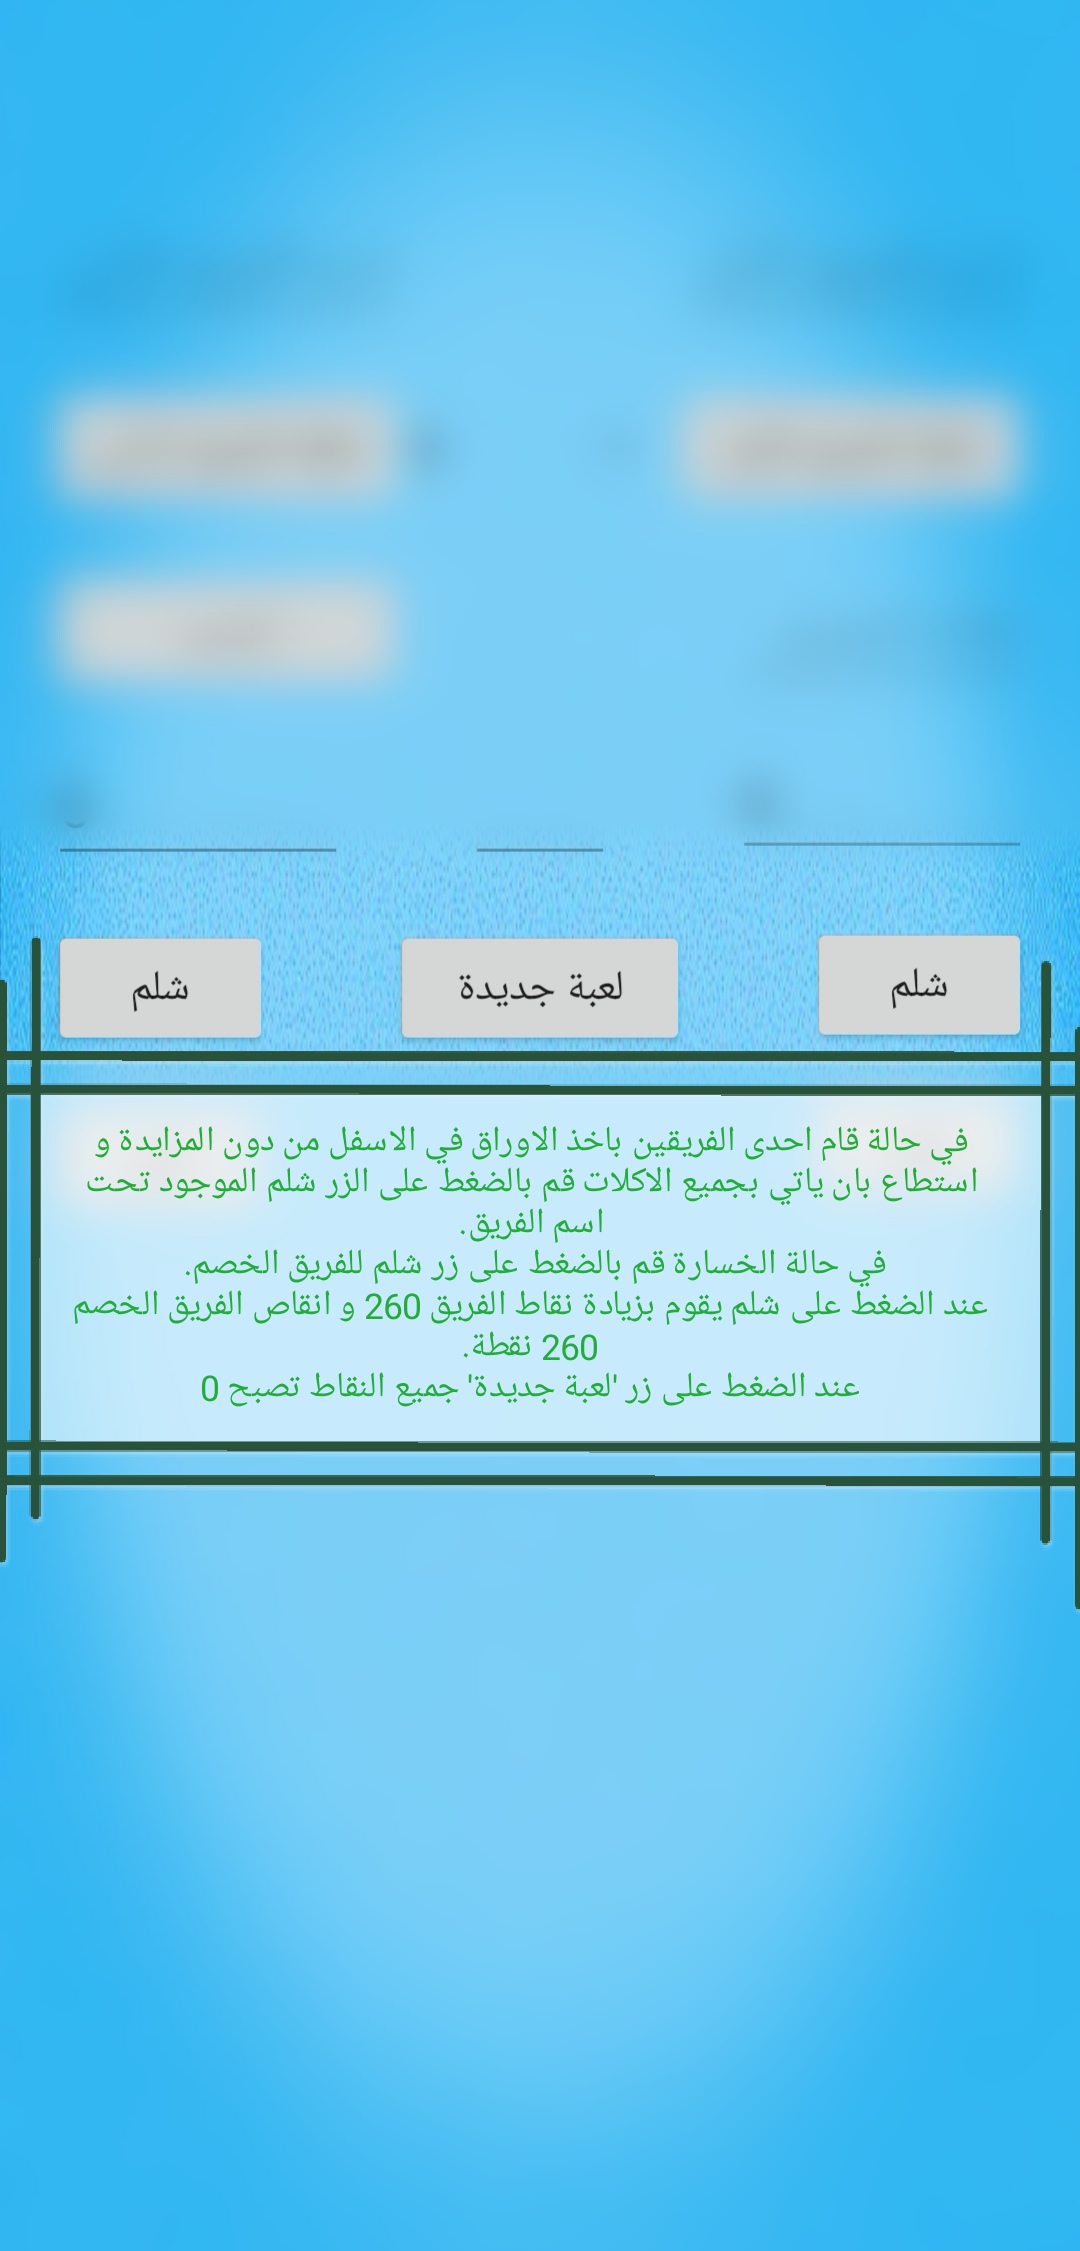 شلم
لعبة جديدة
شلم
في حالة قام احدى الفريقين باخذ الاوراق في الاسفل من دون المزايدة و
استطاع بان ياتي بجميع الاكلات قم بالضغط على الزر شلم الموجود تحت
اسم الفريق.
في حالة الخسارة قم بالضغط على زر شلم للفريق الخصم.
عند الضغط على شلم يقوم بزيادة نقاط الفريق 260 و انقاص الفريق الخصم
260 نقطة.
عند الضغط على زر 'لعبة جديدة' جميع النقاط تصبح 0